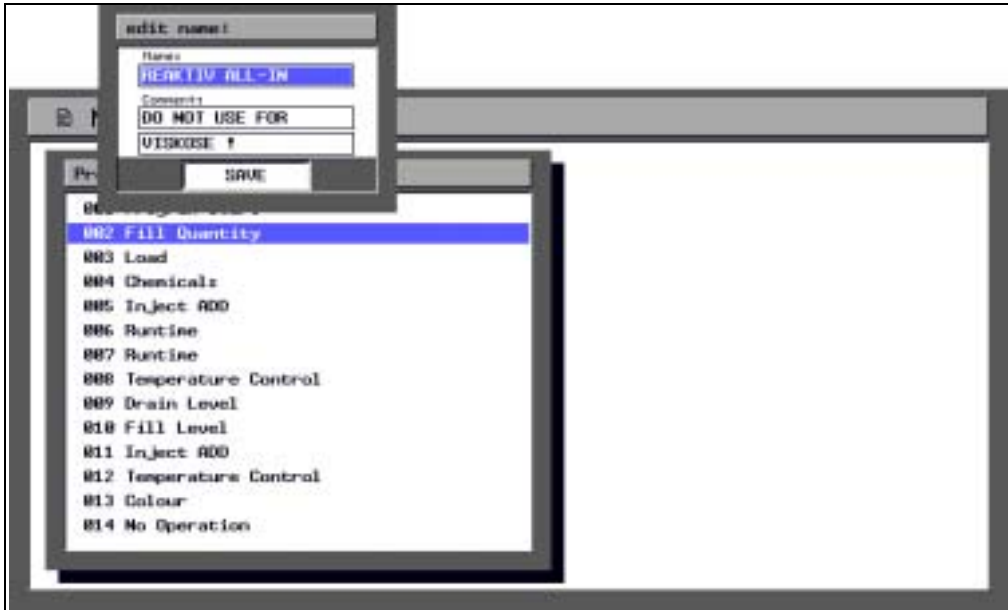 edit name:
Name:
REAKTIV ALL-IN
Comment:
DO NOT USE FOR
VISKOSE !
SAVE
002 Fill Quantity
003 Load
004 Chemicals
005 Inject ADD
006 Runtime
007 Runtime
008 Temperature Control
009 Drain Level
010 Fill Level
011 Inject ADD
012 Temperature Control
013 Colour
014 No Operation